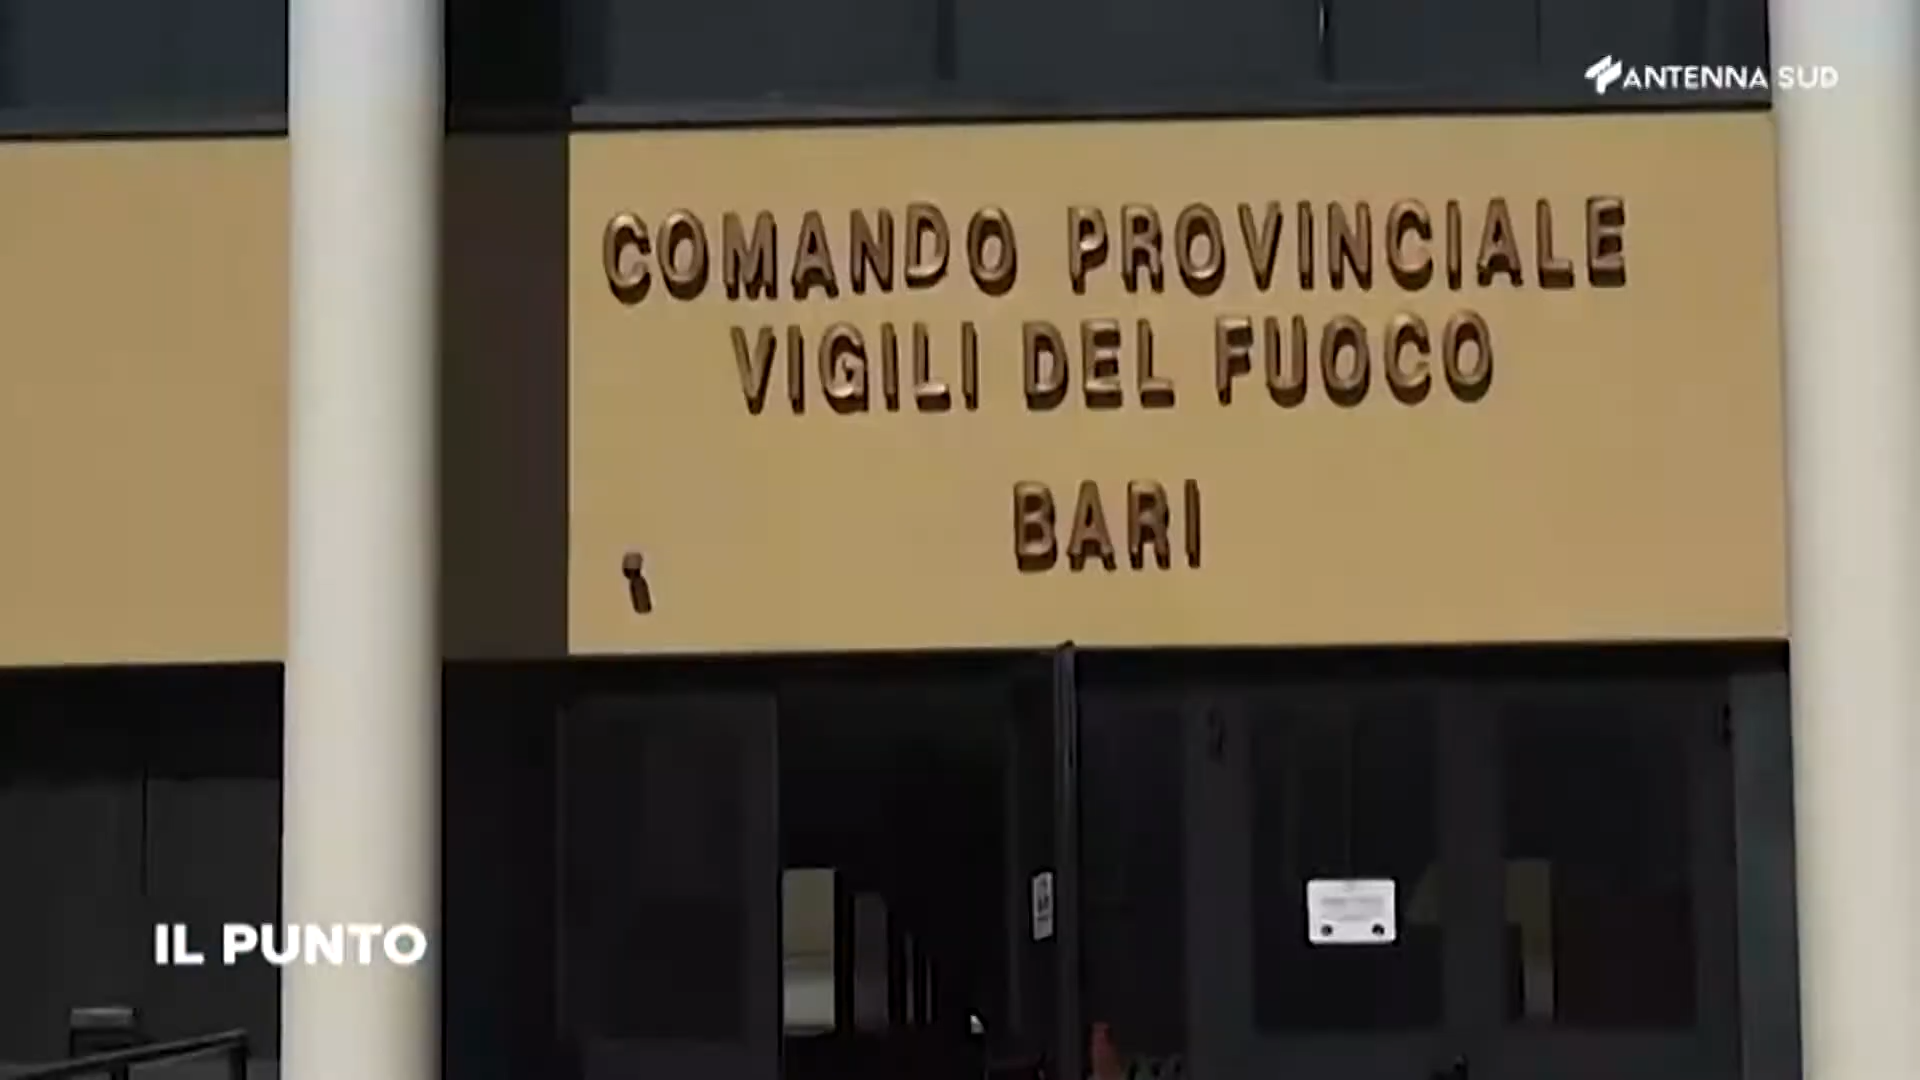 ANTENNA SUD
COMANDO PROVINCIALE
VIGILI DEL FUOCO
BARI
IL PUNTO